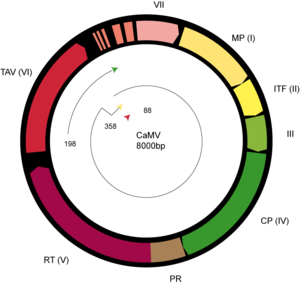 VII
MP (I)
ITF (II)
III
CP (IV)
PR
RT (V)
TAV (VI)
88
358
198
CaMV
8000bp